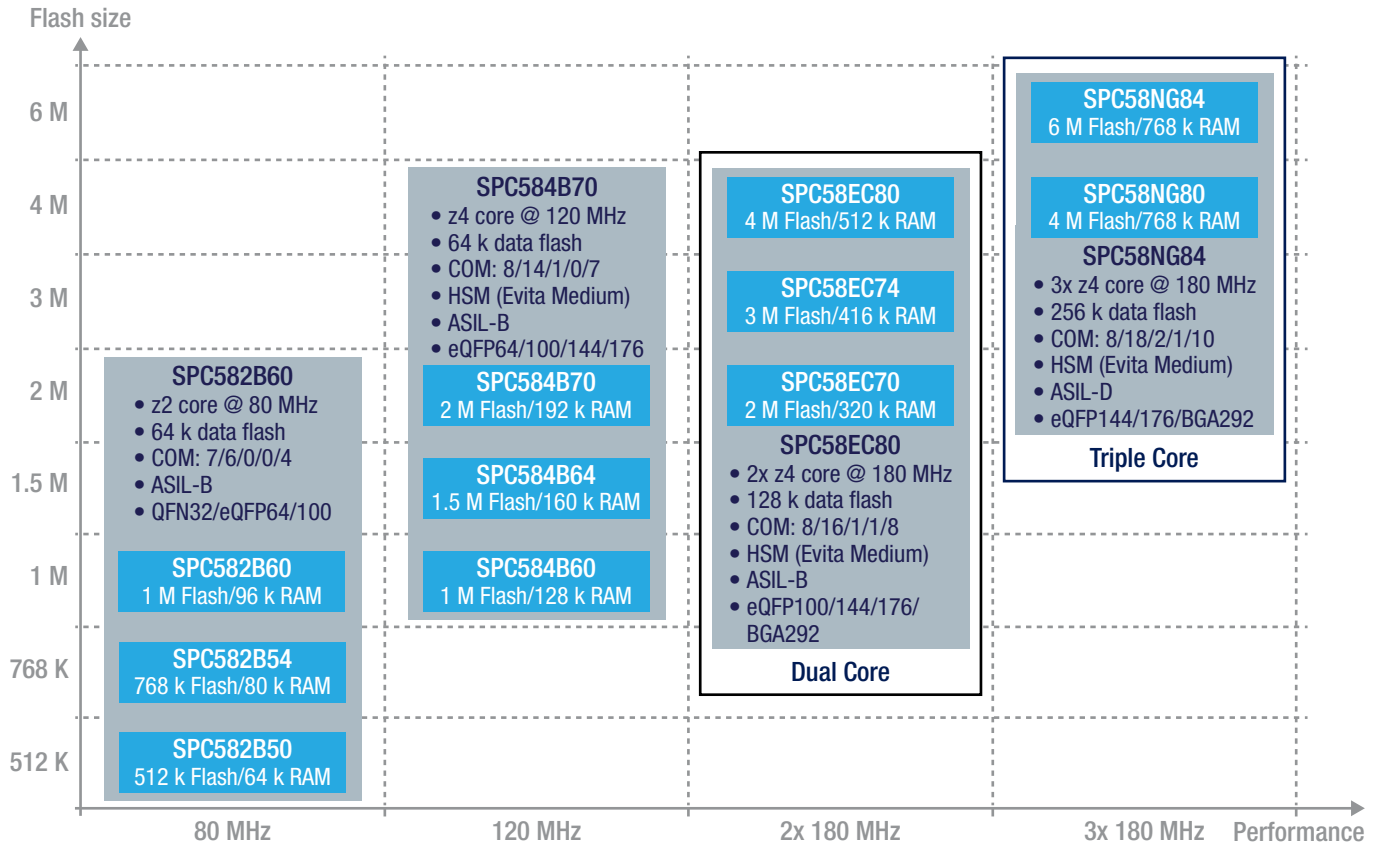 Flash size
6 M
4 M
3 M
2 M
1.5 M
1 M
768 K
512 K
SPC582B60
• z2 core @ 80 MHz
• 64 k data flash
• COM: 7/6/0/0/4
• ASIL-B
• QFN32/eQFP64/100
SPC582B60
1 M Flash/96 k RAM
SPC582B54
768 k Flash/80 k RAM
SPC582B50
512 k Flash/64 k RAM
SPC584B70
• z4 core @ 120 MHz
• 64 k data flash
• COM: 8/14/1/0/7
• HSM (Evita Medium)
• ASIL-B
• eQFP64/100/144/176
SPC584B70
2 M Flash/192 k RAM
SPC584B64
1.5 M Flash/160 k RAM
SPC584B60
1 M Flash/128 k RAM
SPC58EC80
4 M Flash/512 k RAM
SPC58EC74
3 M Flash/416 k RAM
SPC58EC70
2 M Flash/320 k RAM
SPC58EC80
• 2x z4 core @ 180 MHz
• 128 k data flash
• COM: 8/16/1/1/8
• HSM (Evita Medium)
• ASIL-B
• eQFP100/144/176/
BGA292
Dual Core
SPC58NG84
6 M Flash/768 k RAM
SPC58NG80
4 M Flash/768 k RAM
SPC58NG84
• 3x z4 core @ 180 MHz
• 256 k data flash
• COM: 8/18/2/1/10
• HSM (Evita Medium)
• ASIL-D
• eQFP144/176/BGA292
Triple Core
80 MHz
120 MHz
2x 180 MHz
3x 180 MHz
Performance